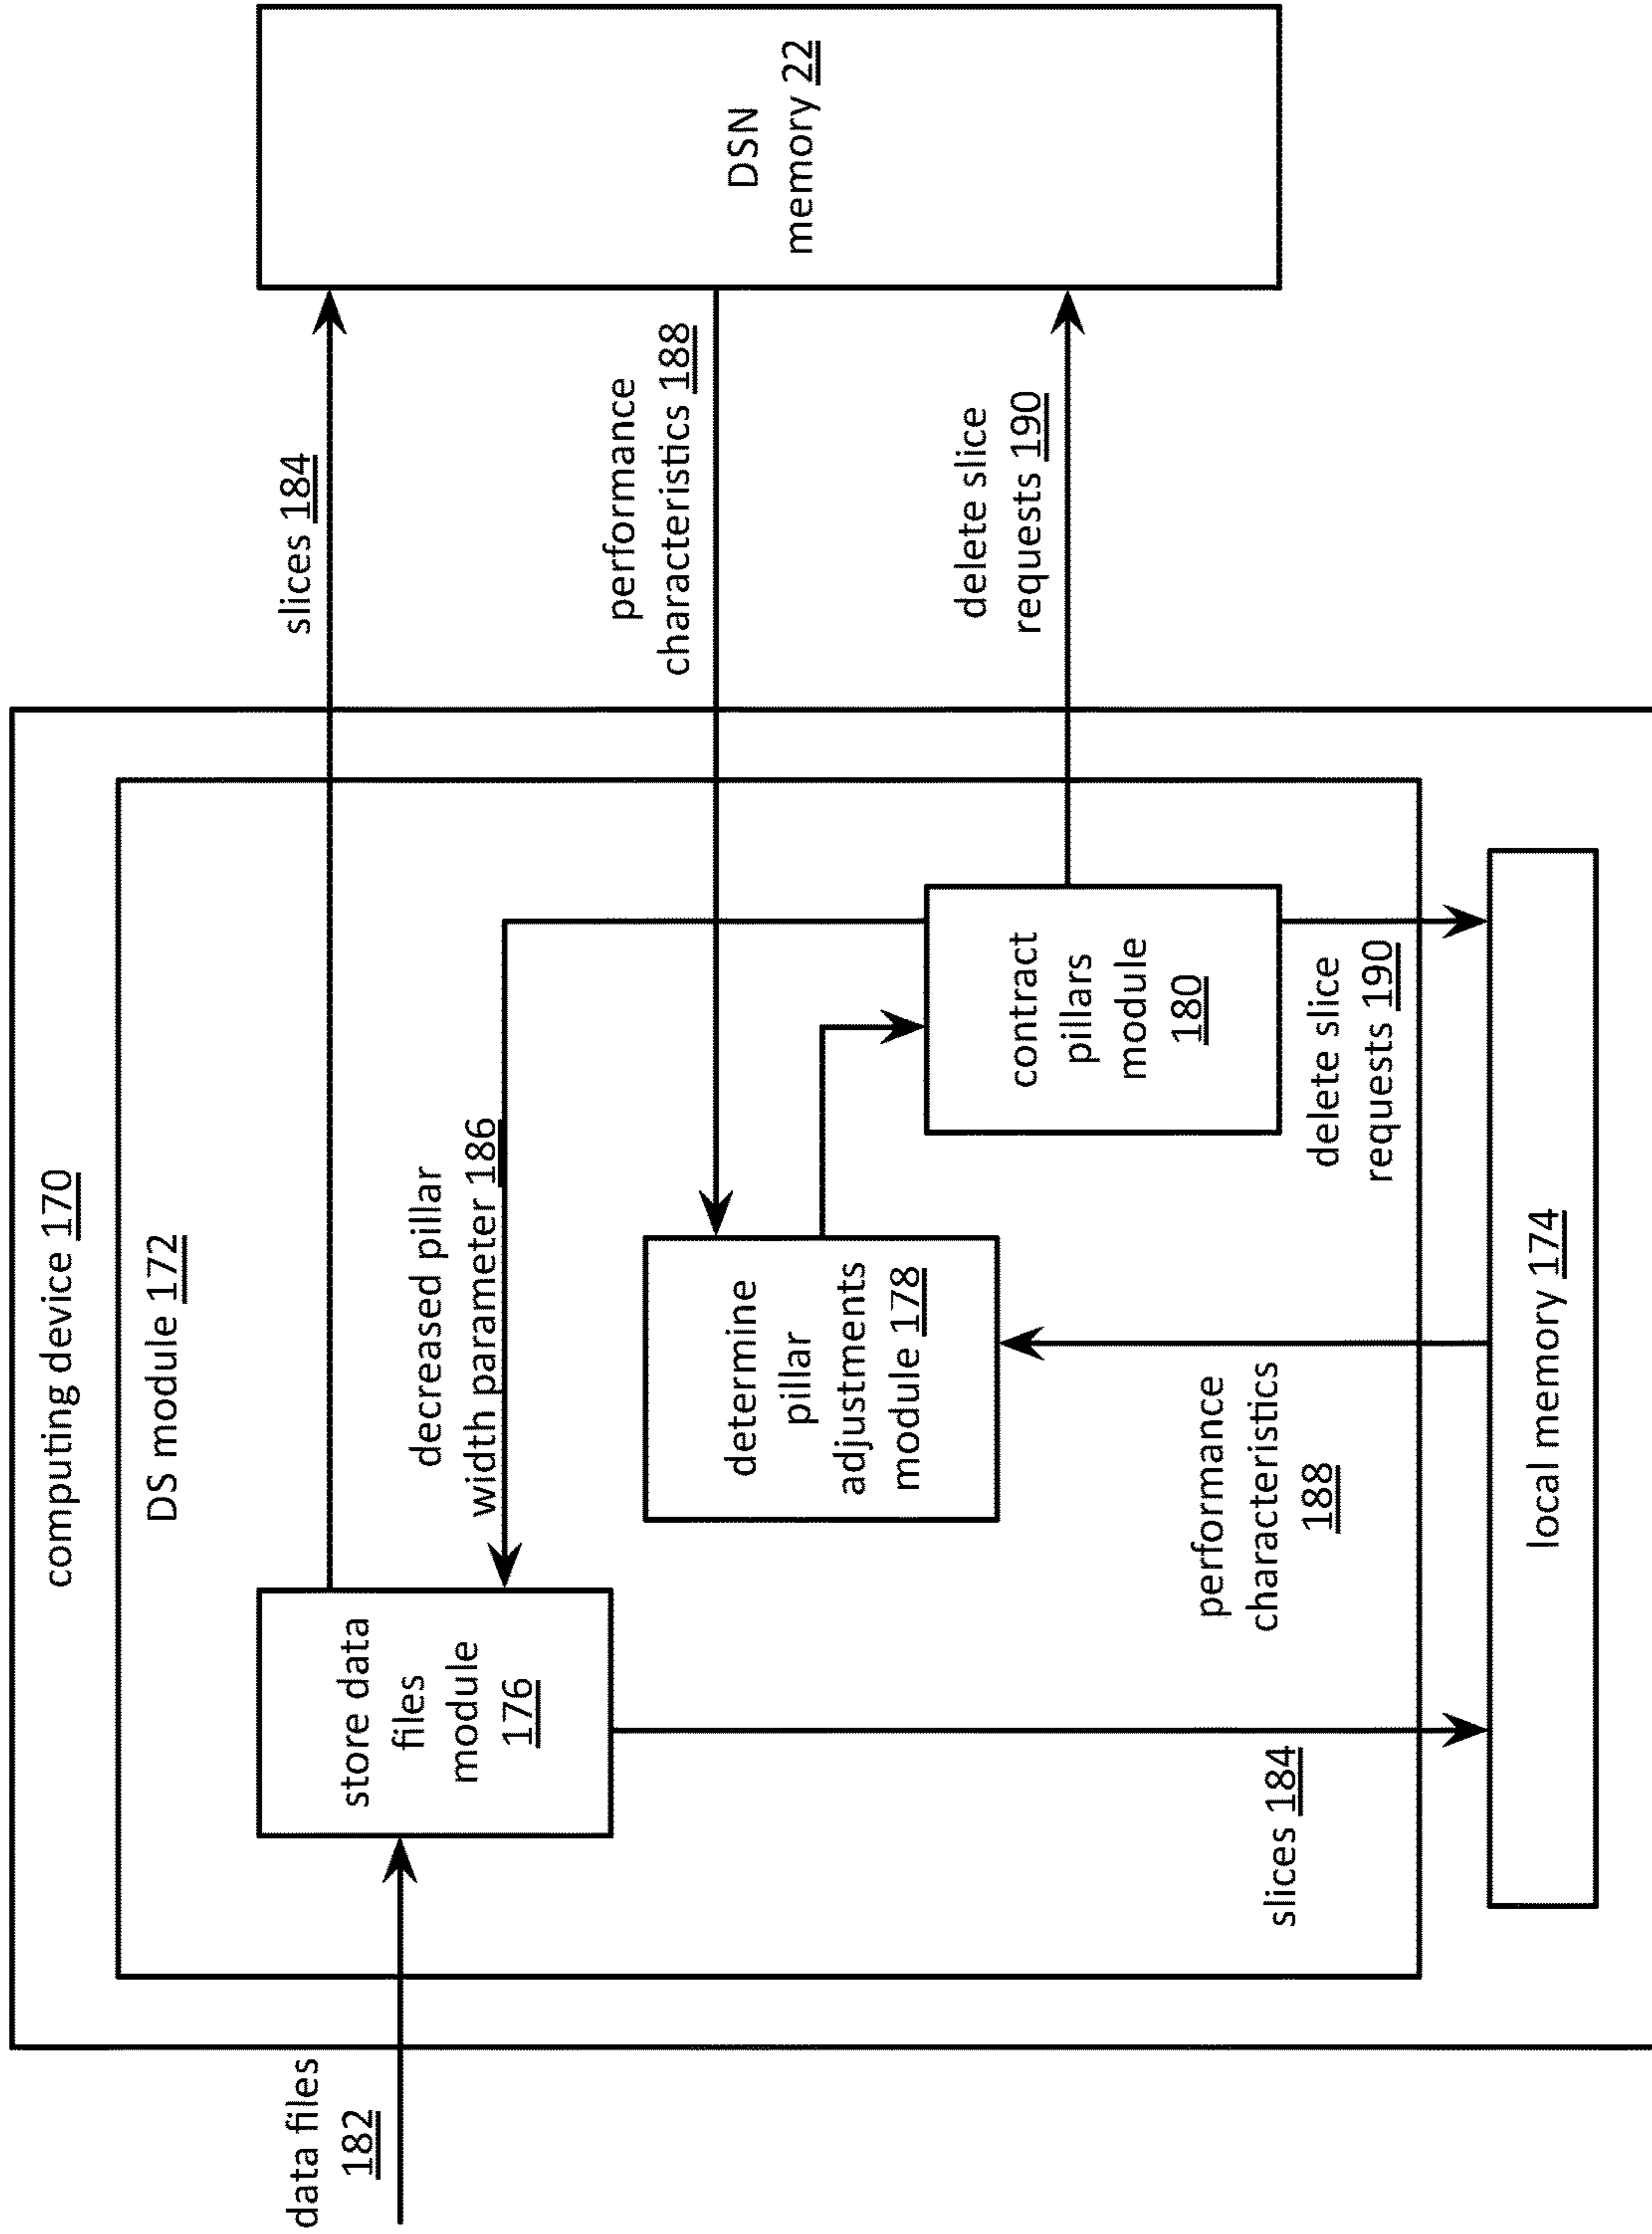 computing device 170
DS module 172
data files
182
store data
files
module
176
slices 184
decreased pillar
width parameter 186
performance
characteristics 188
DSN
memory 22
determine
pillar
adjustments
module 178
contract
pillars
module
180
delete slice
requests 190
slices 184
performance
characteristics
188
delete slice
requests 190
local memory 174